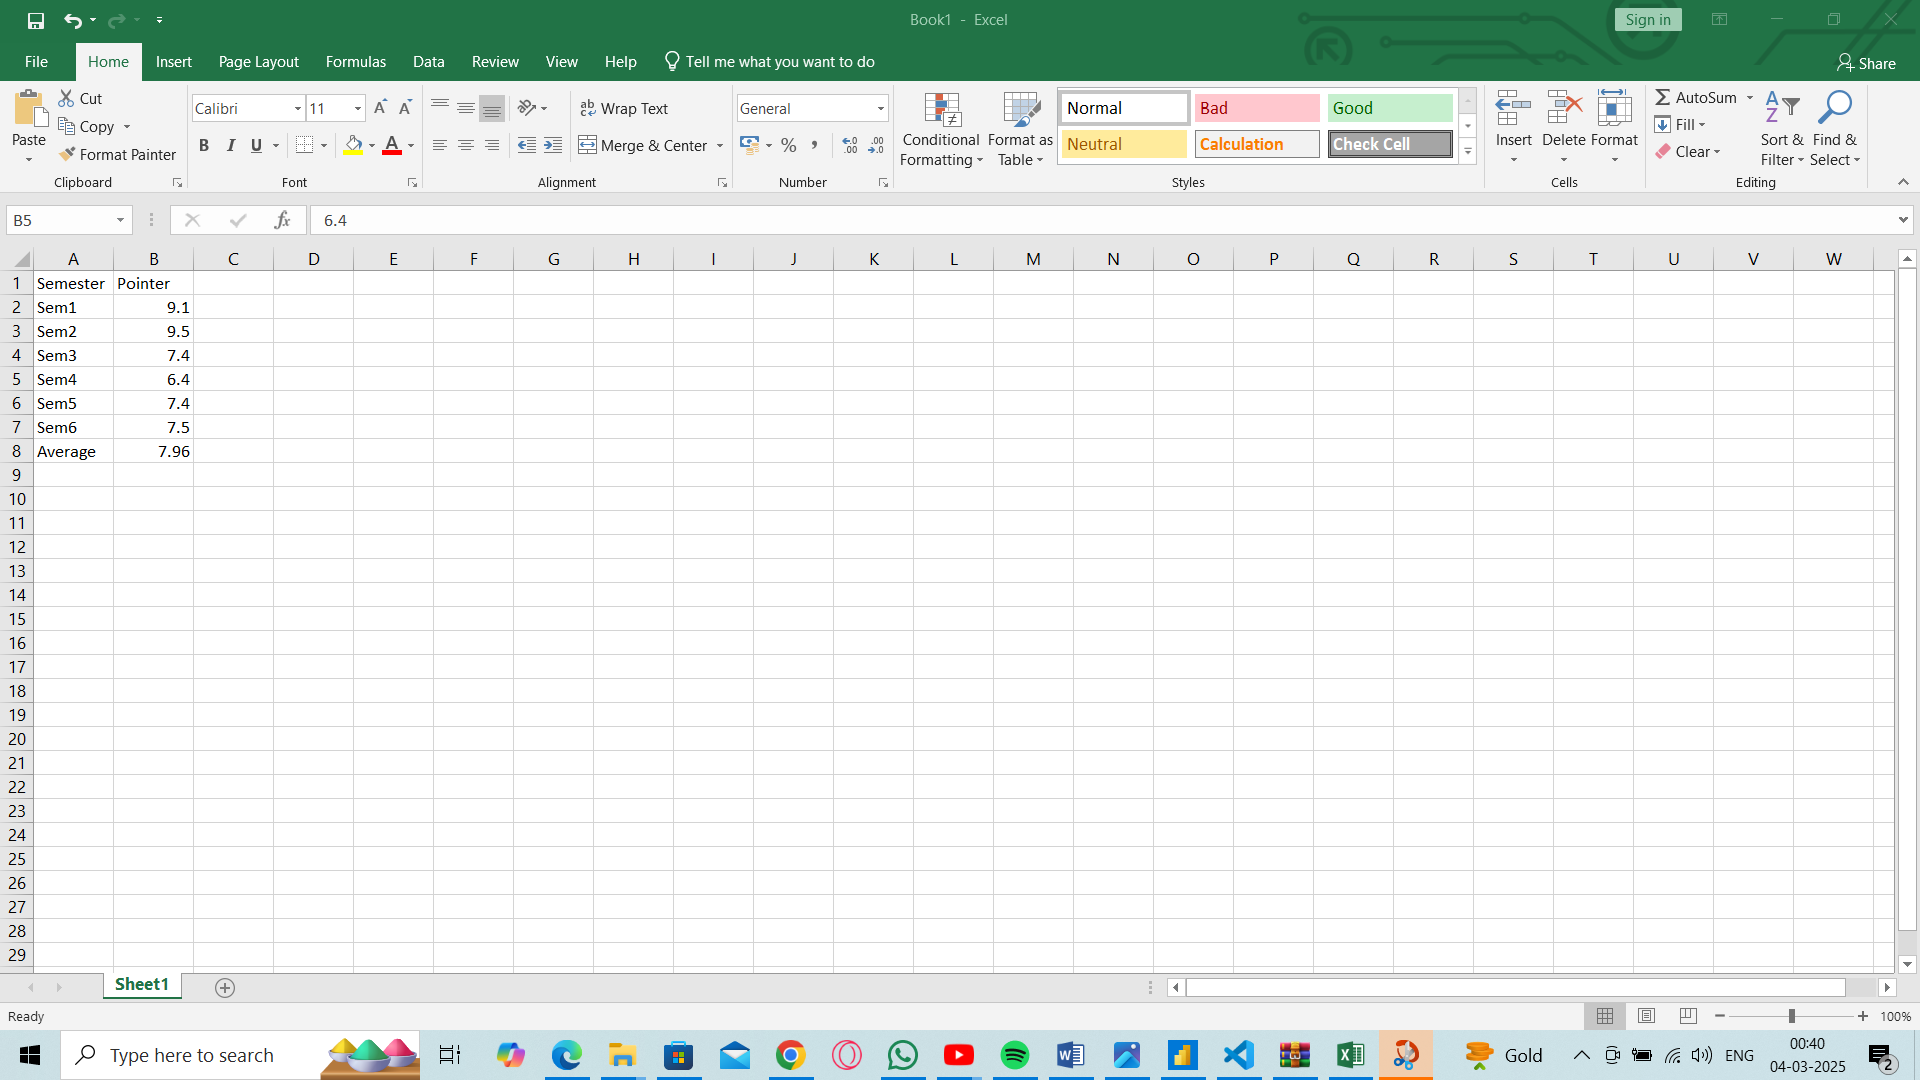 Book1 - Excel
Sign in
File Home Insert Page Layout Formulas Data Review View Help Tell me what you want to do
Share
Paste
Cut
Copy
Format Painter
Clipboard
Calibri 11
B I U
Font
Wrap Text
Merge & Center
Alignment
General
Number
Conditional Formatting
Format as Table
Normal Bad Good
Neutral Calculation Check Cell
Styles
Insert Delete Format
Cells
AutoSum
Fill
Clear
Sort & Filter
Find & Select
Editing
B5 fx 6.4
A B C D E F G H I J K L M N O P Q R S T U V W
1 Semester Pointer
2 Sem1 9.1
3 Sem2 9.5
4 Sem3 7.4
5 Sem4 6.4
6 Sem5 7.4
7 Sem6 7.5
8 Average 7.96
9
10
11
12
13
14
15
16
17
18
19
20
21
22
23
24
25
26
27
28
29
Sheet1
Ready
100%
Type here to search
Gold
ENG
00:40
04-03-2025
2